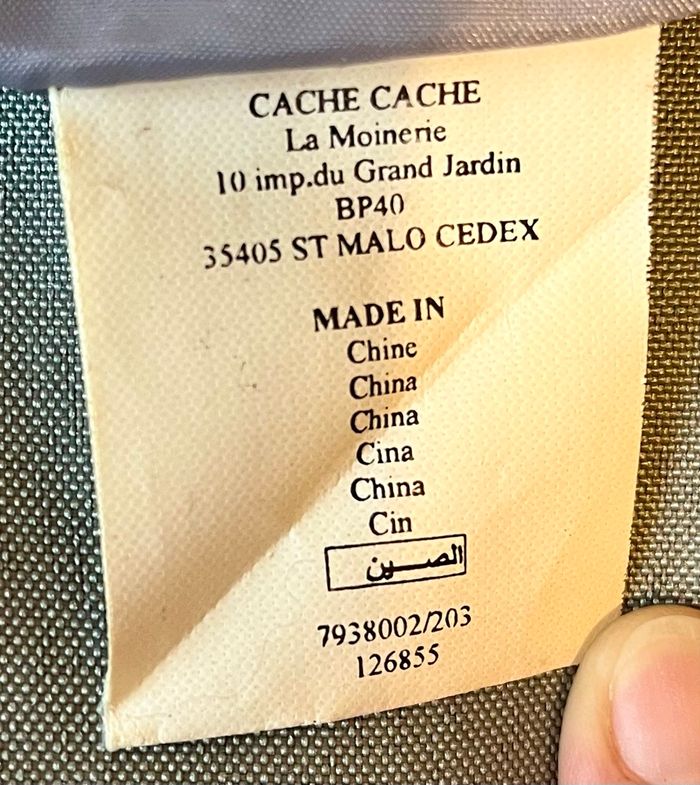 CACHE CACHE
La Moinerie
10 imp.du Grand Jardin
BP40
35405 ST MALO CEDEX
MADE IN
Chine
China
China
Cina
China
Cin
الصين
7938002/203
126855